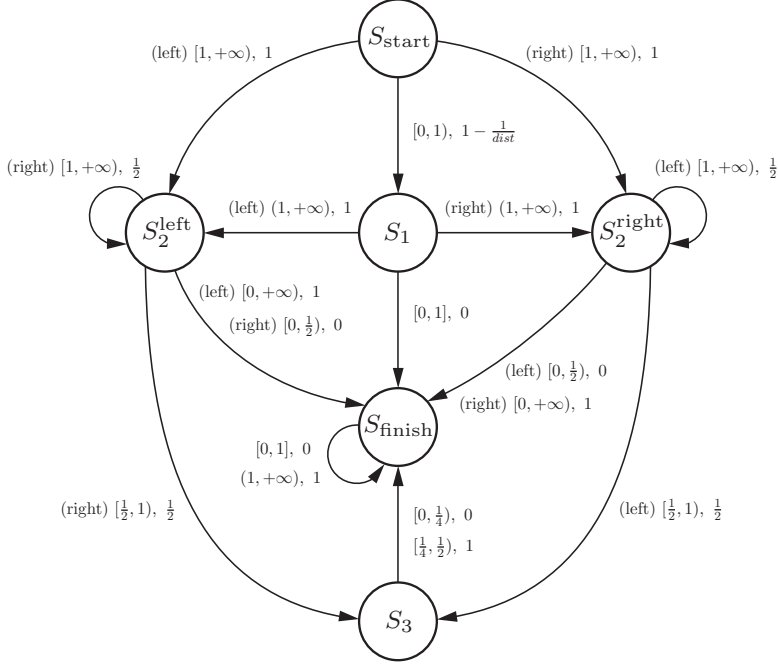 S_start
(left) [1, +∞), 1
(right) [1, +∞), 1
[0, 1), 1 − 1/dist
(right) [1, +∞), 1/2
(left) [1, +∞), 1/2
S_2^left
(left) (1, +∞), 1
S_1
(right) (1, +∞), 1
S_2^right
(left) [0, +∞), 1
(right) [0, 1/2), 0
[0, 1], 0
(left) [0, 1/2), 0
(right) [0, +∞), 1
S_finish
[0, 1], 0
(1, +∞), 1
(right) [1/2, 1), 1/2
[0, 1/4), 0
[1/4, 1/2), 1
(left) [1/2, 1), 1/2
S_3